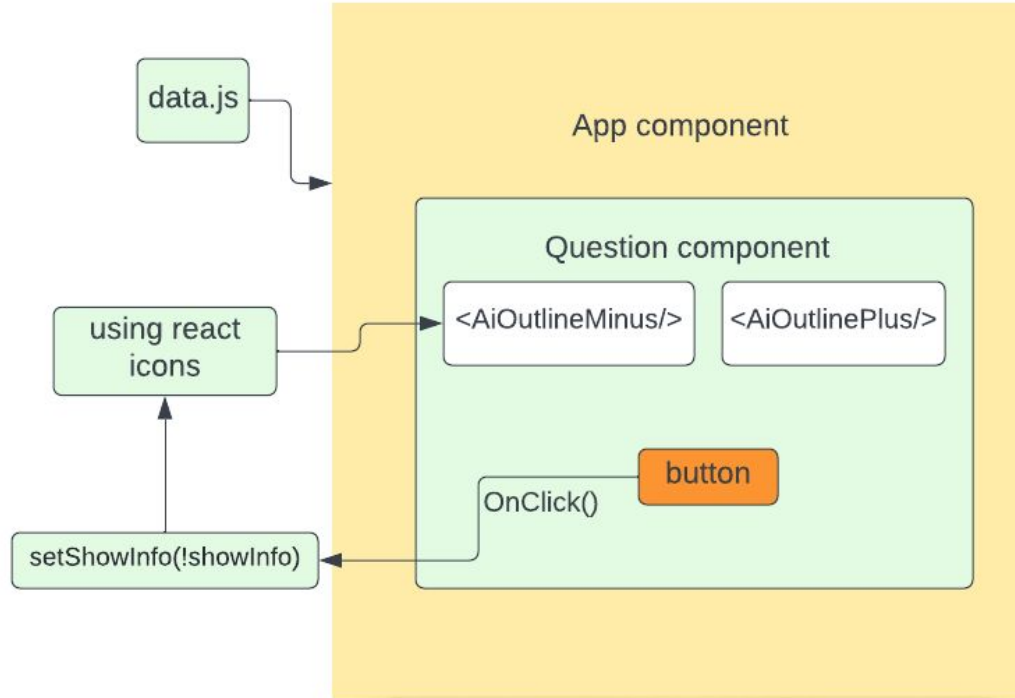 data.js
App component
Question component
using react
icons
<AiOutlineMinus/>
<AiOutlinePlus/>
button
OnClick()
setShowInfo(!showInfo)